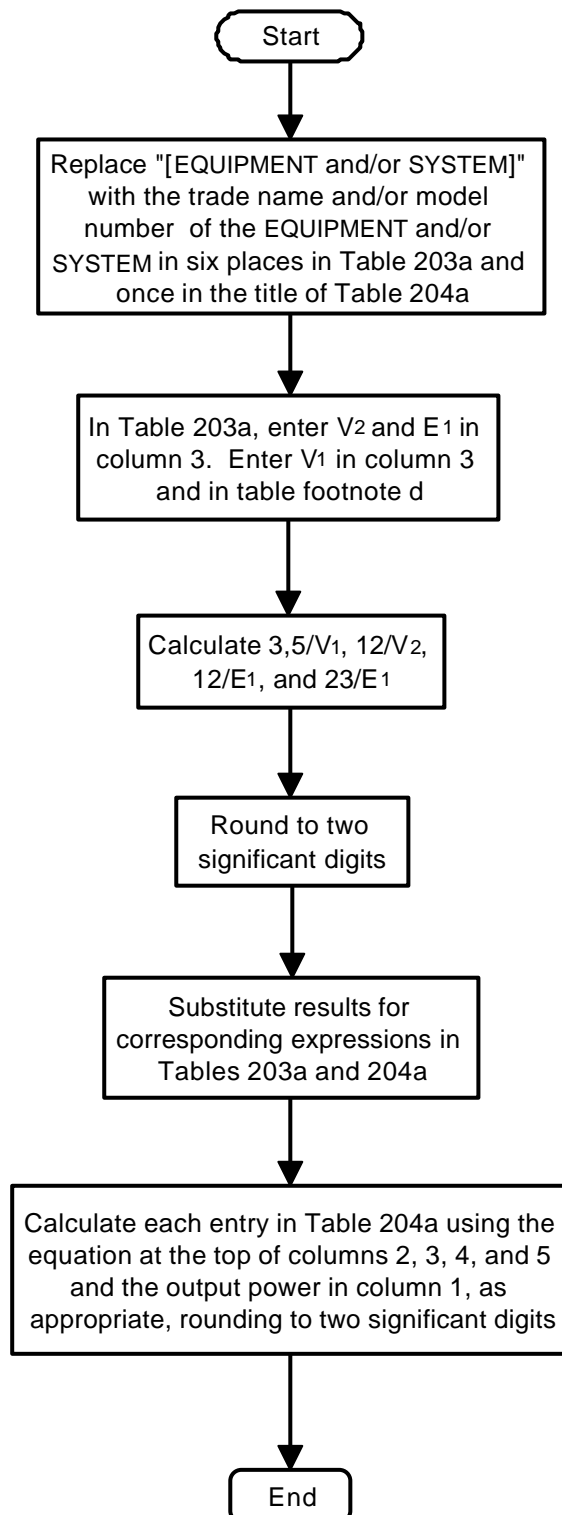 Start
Replace "[EQUIPMENT and/or SYSTEM]"
with the trade name and/or model
number of the EQUIPMENT and/or
SYSTEM in six places in Table 203a and
once in the title of Table 204a
In Table 203a, enter V2 and E1 in
column 3. Enter V1 in column 3
and in table footnote d
Calculate 3,5/V1, 12/V2,
12/E1, and 23/E1
Round to two
significant digits
Substitute results for
corresponding expressions in
Tables 203a and 204a
Calculate each entry in Table 204a using the
equation at the top of columns 2, 3, 4, and 5
and the output power in column 1, as
appropriate, rounding to two significant digits
End